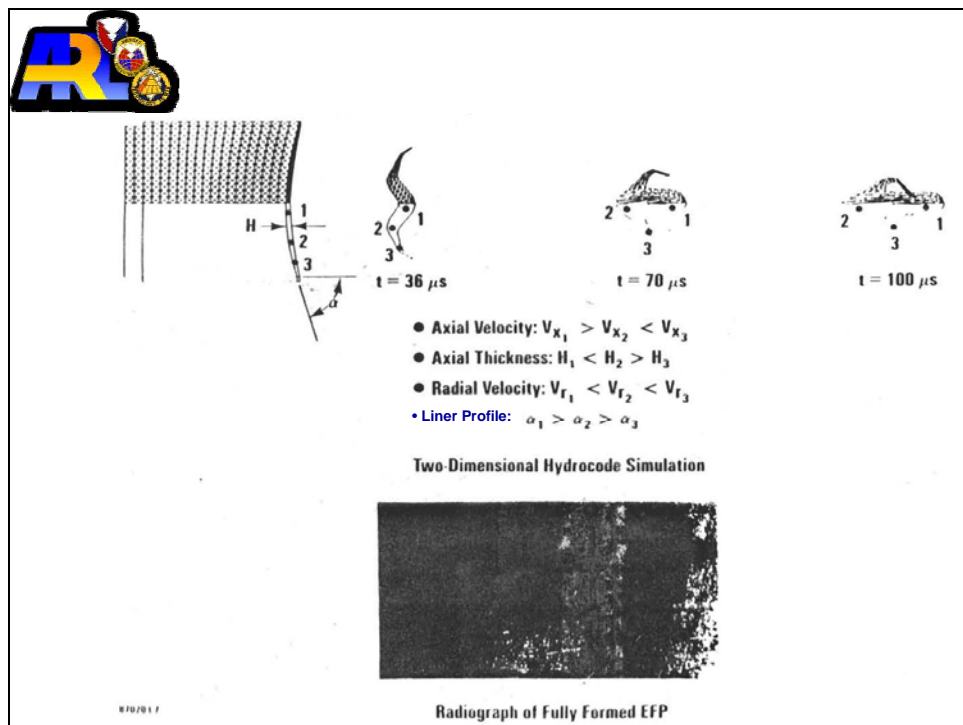 ARL
H
1
2
3
α
2
1
3
t = 36 μs
2
1
3
t = 70 μs
2
1
3
t = 100 μs
● Axial Velocity: Vx₁ > Vx₂ < Vx₃
● Axial Thickness: H₁ < H₂ > H₃
● Radial Velocity: Vr₁ < Vr₂ < Vr₃
• Liner Profile: α₁ > α₂ > α₃
Two-Dimensional Hydrocode Simulation
Radiograph of Fully Formed EFP